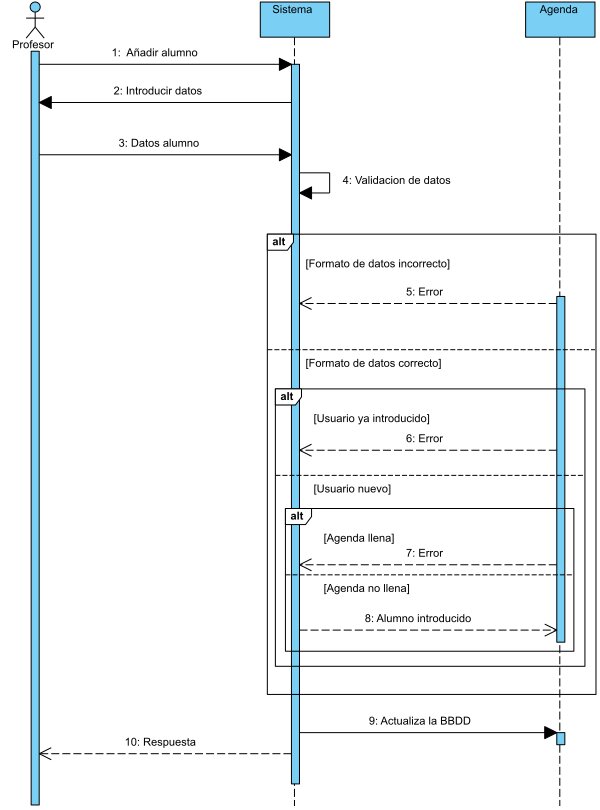 Sistema
Agenda
Profesor
1:  Añadir alumno
2: Introducir datos
3: Datos alumno
4: Validacion de datos
alt
[Formato de datos incorrecto]
5: Error
[Formato de datos correcto]
alt
[Usuario ya introducido]
6: Error
[Usuario nuevo]
alt
[Agenda llena]
7: Error
[Agenda no llena]
8: Alumno introducido
9: Actualiza la BBDD
10: Respuesta